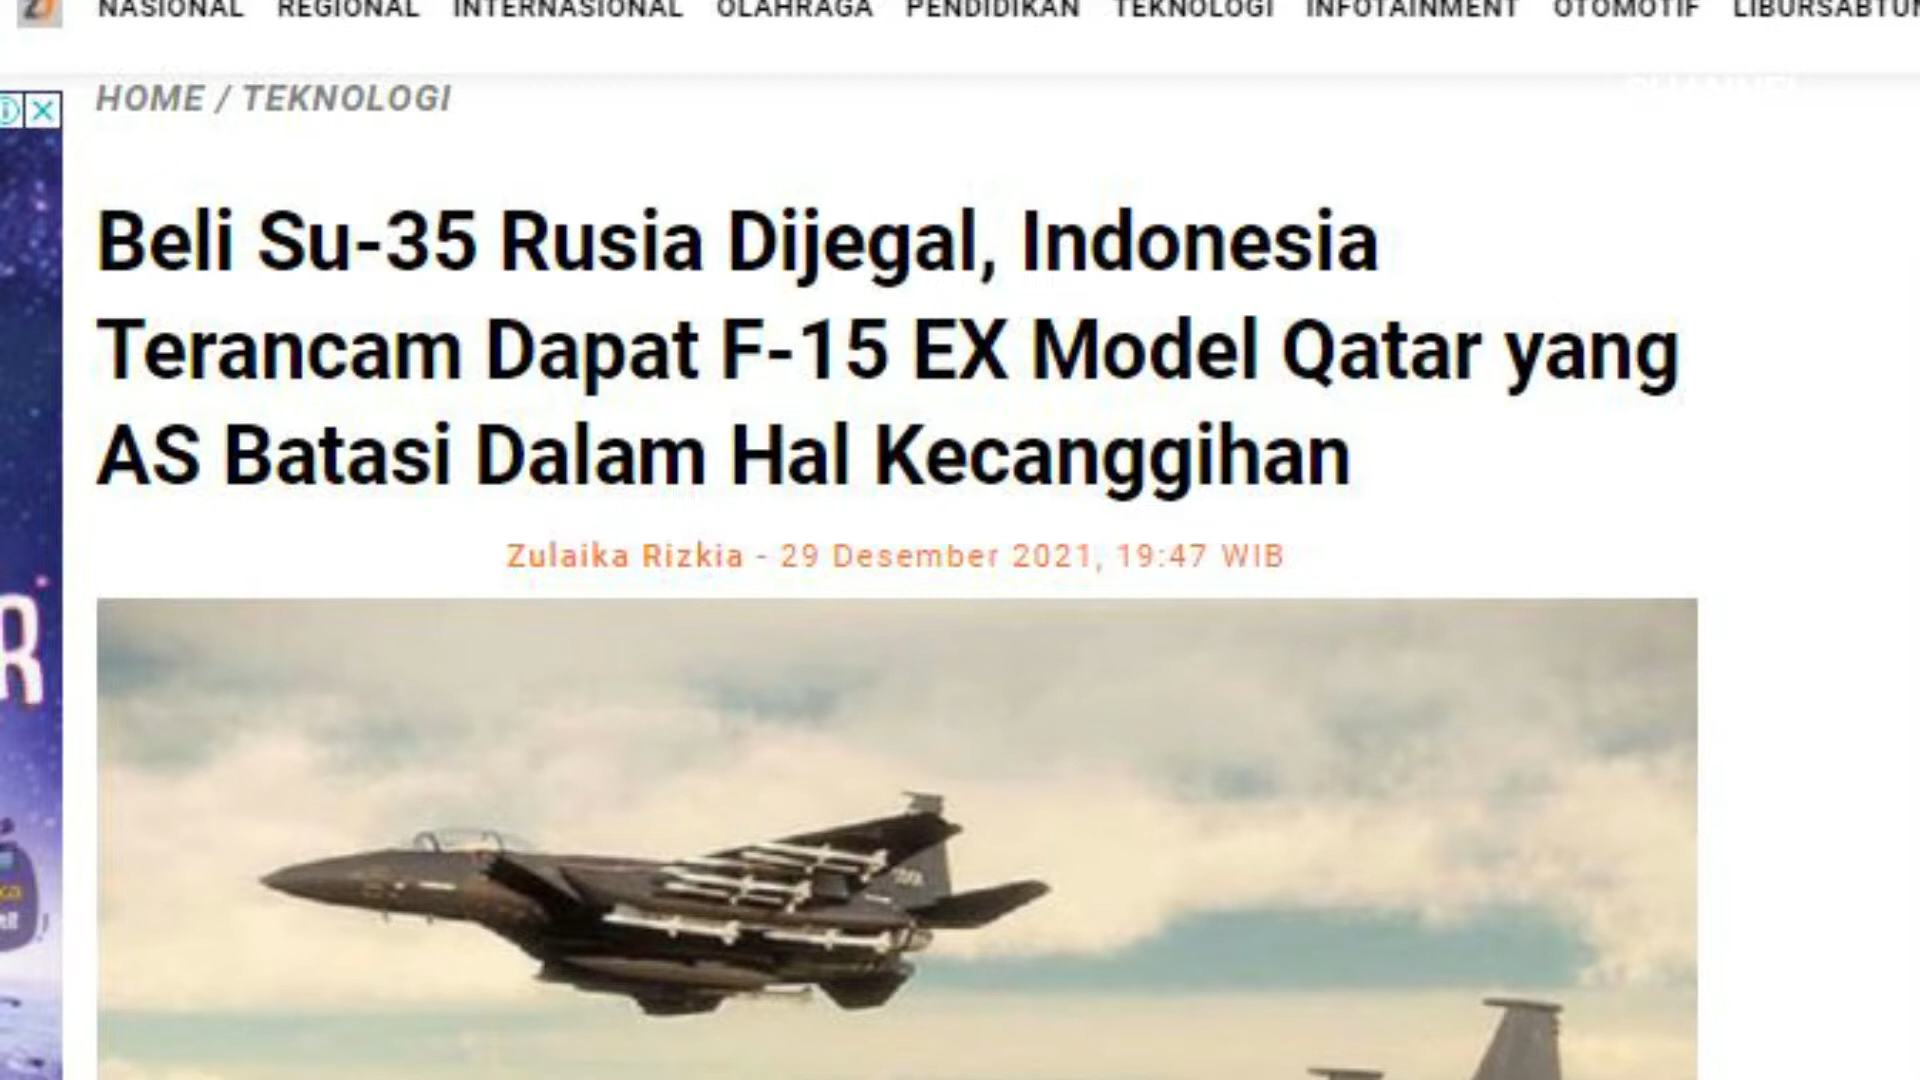 NASIONAL REGIONAL INTERNASIONAL OLAHRAGA PENDIDIKAN TEKNOLOGI INFOTAINMENT OTOMOTIF
HOME / TEKNOLOGI
Beli Su-35 Rusia Dijegal, Indonesia
Terancam Dapat F-15 EX Model Qatar yang
AS Batasi Dalam Hal Kecanggihan
Zulaika Rizkia - 29 Desember 2021, 19:47 WIB